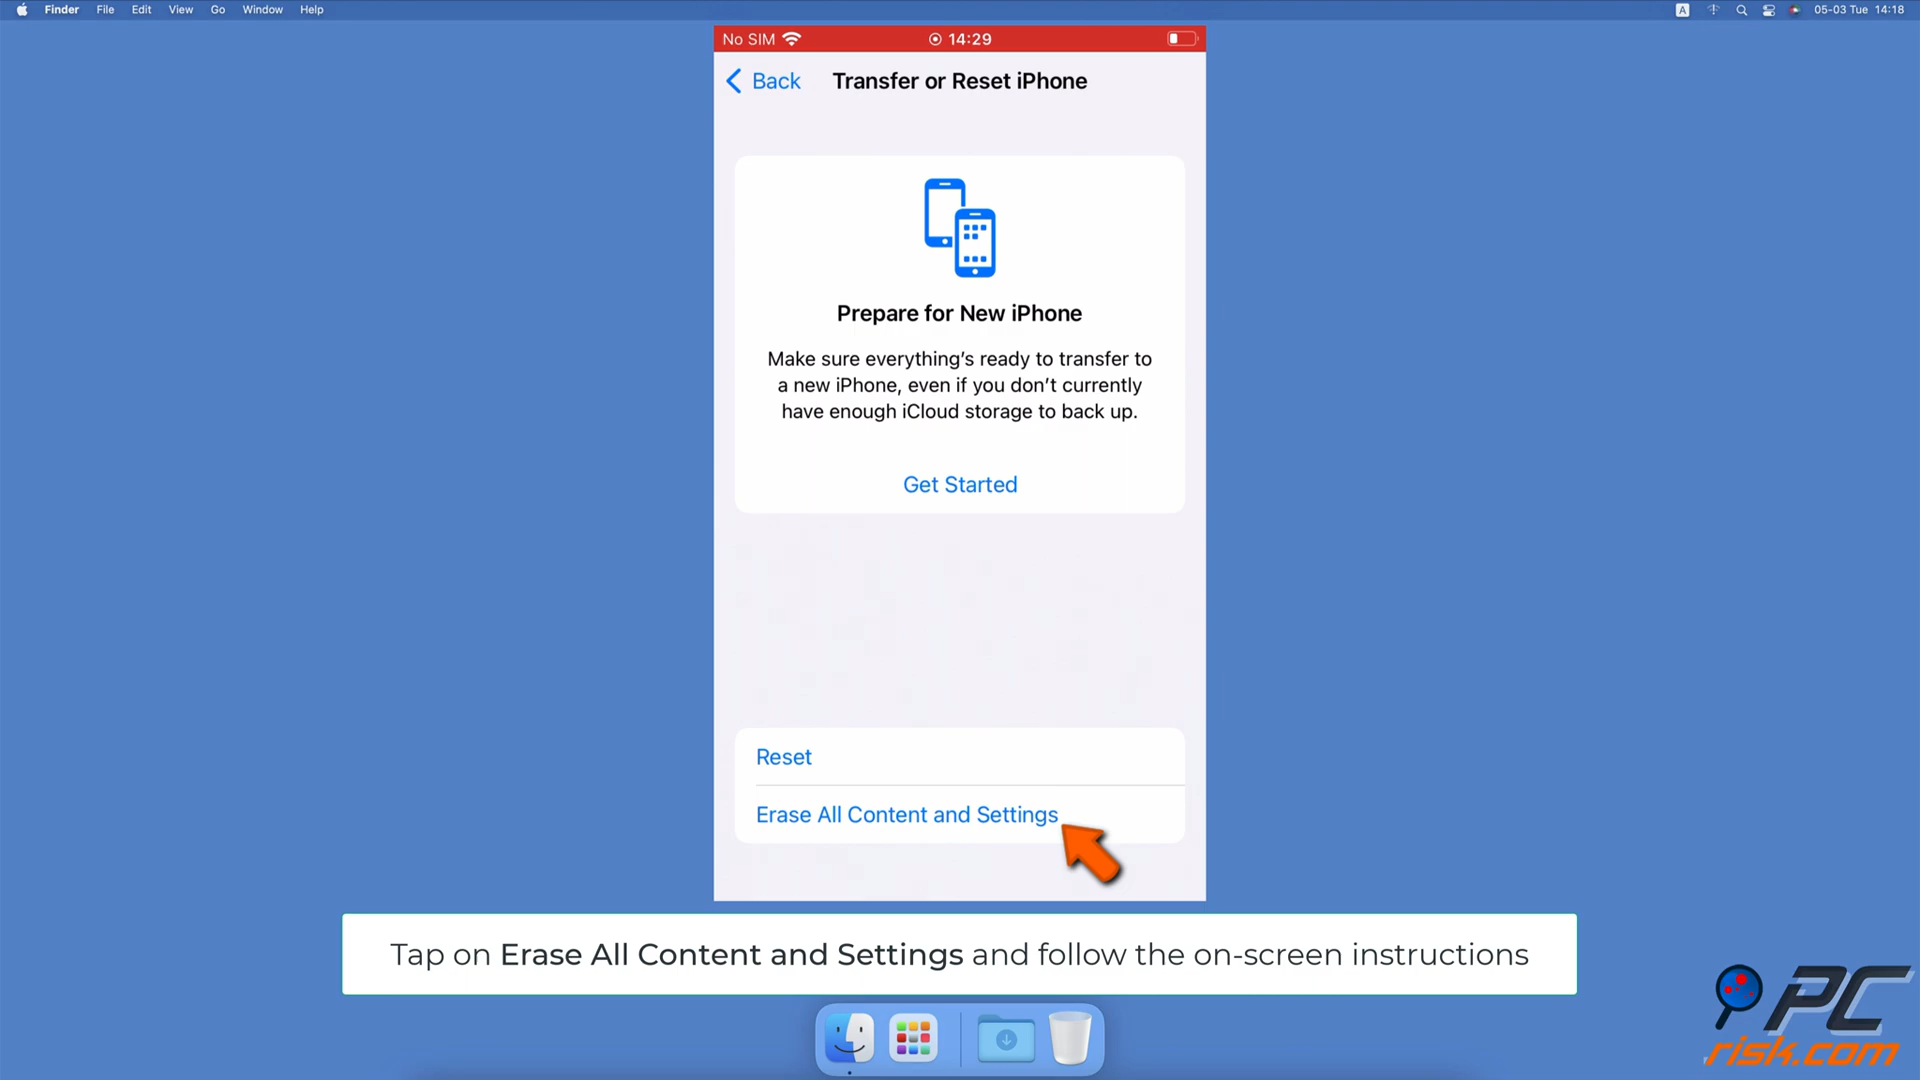 Finder File Edit View Go Window Help
A 05-03 Tue 14:18
No SIM 14:29
Back Transfer or Reset iPhone
Prepare for New iPhone
Make sure everything's ready to transfer to
a new iPhone, even if you don't currently
have enough iCloud storage to back up.
Get Started
Reset
Erase All Content and Settings
Tap on Erase All Content and Settings and follow the on-screen instructions
PC
risk.com